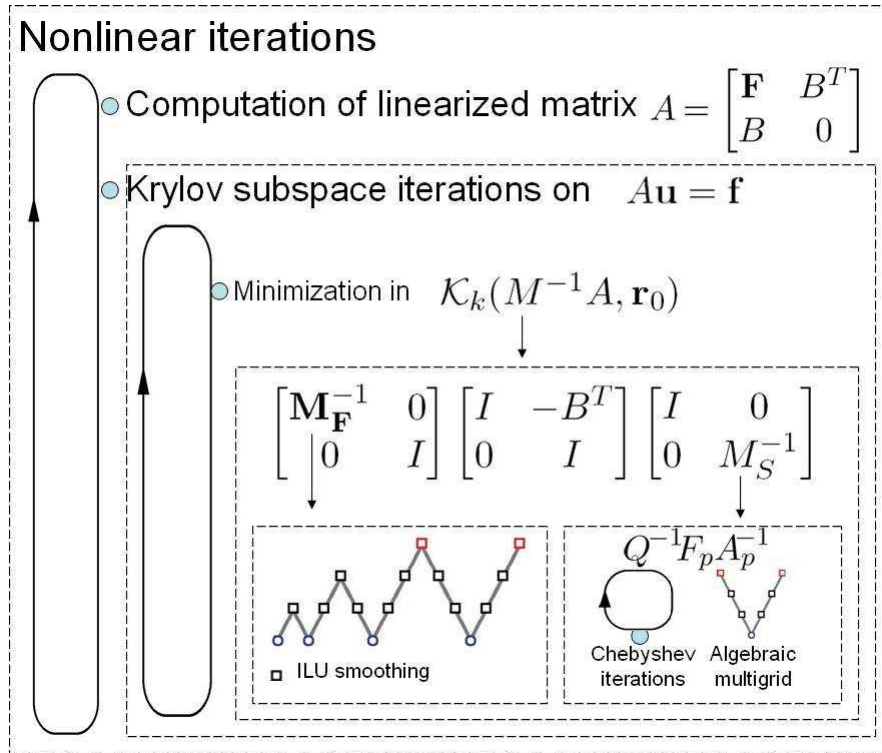 Nonlinear iterations
Computation of linearized matrix A = [F B^T; B 0]
Krylov subspace iterations on Au = f
Minimization in 𝒦_k(M^{-1}A, r_0)
[M_F^{-1} 0; 0 I] [I -B^T; 0 I] [I 0; 0 M_S^{-1}]
Q^{-1}F_pA_p^{-1}
ILU smoothing
Chebyshev
iterations
Algebraic
multigrid